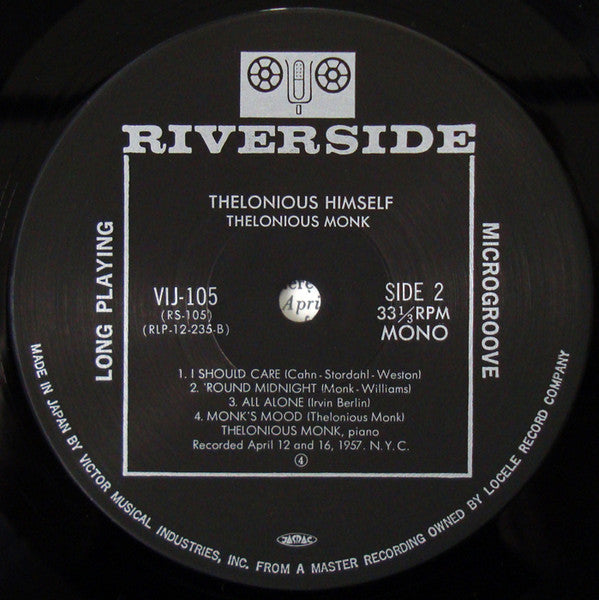 RIVERSIDE
THELONIOUS HIMSELF
THELONIOUS MONK
LONG PLAYING
MICROGROOVE
VIJ-105
(RS-105)
(RLP-12-235-B)
Apri
SIDE 2
33⅓RPM
MONO
1. I SHOULD CARE (Cahn-Stordahl-Weston)
2. 'ROUND MIDNIGHT (Monk-Williams)
3. ALL ALONE (Irvin Berlin)
4. MONK'S MOOD (Thelonious Monk)
THELONIOUS MONK, piano
Recorded April 12 and 16, 1957. N.Y.C.
④
JASRAC
MADE IN JAPAN BY VICTOR MUSICAL INDUSTRIES, INC. FROM A MASTER RECORDING OWNED BY LOCELE RECORD COMPANY